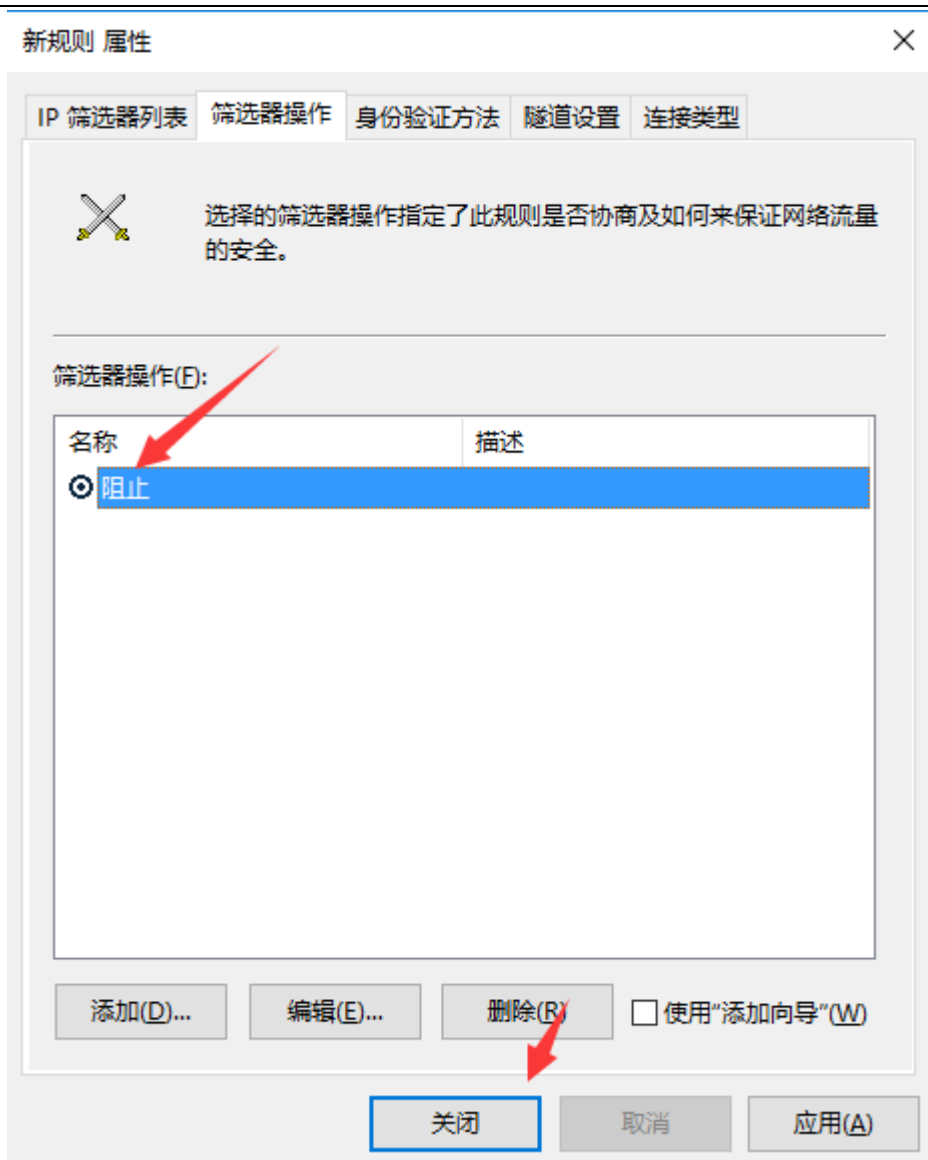 新规则 属性
IP 筛选器列表 筛选器操作 身份验证方法 隧道设置 连接类型
选择的筛选器操作指定了此规则是否协商及如何来保证网络流量
的安全。
筛选器操作(F):
名称 描述
阻止
添加(D)... 编辑(E)... 删除(R) 使用“添加向导”(W)
关闭 取消 应用(A)